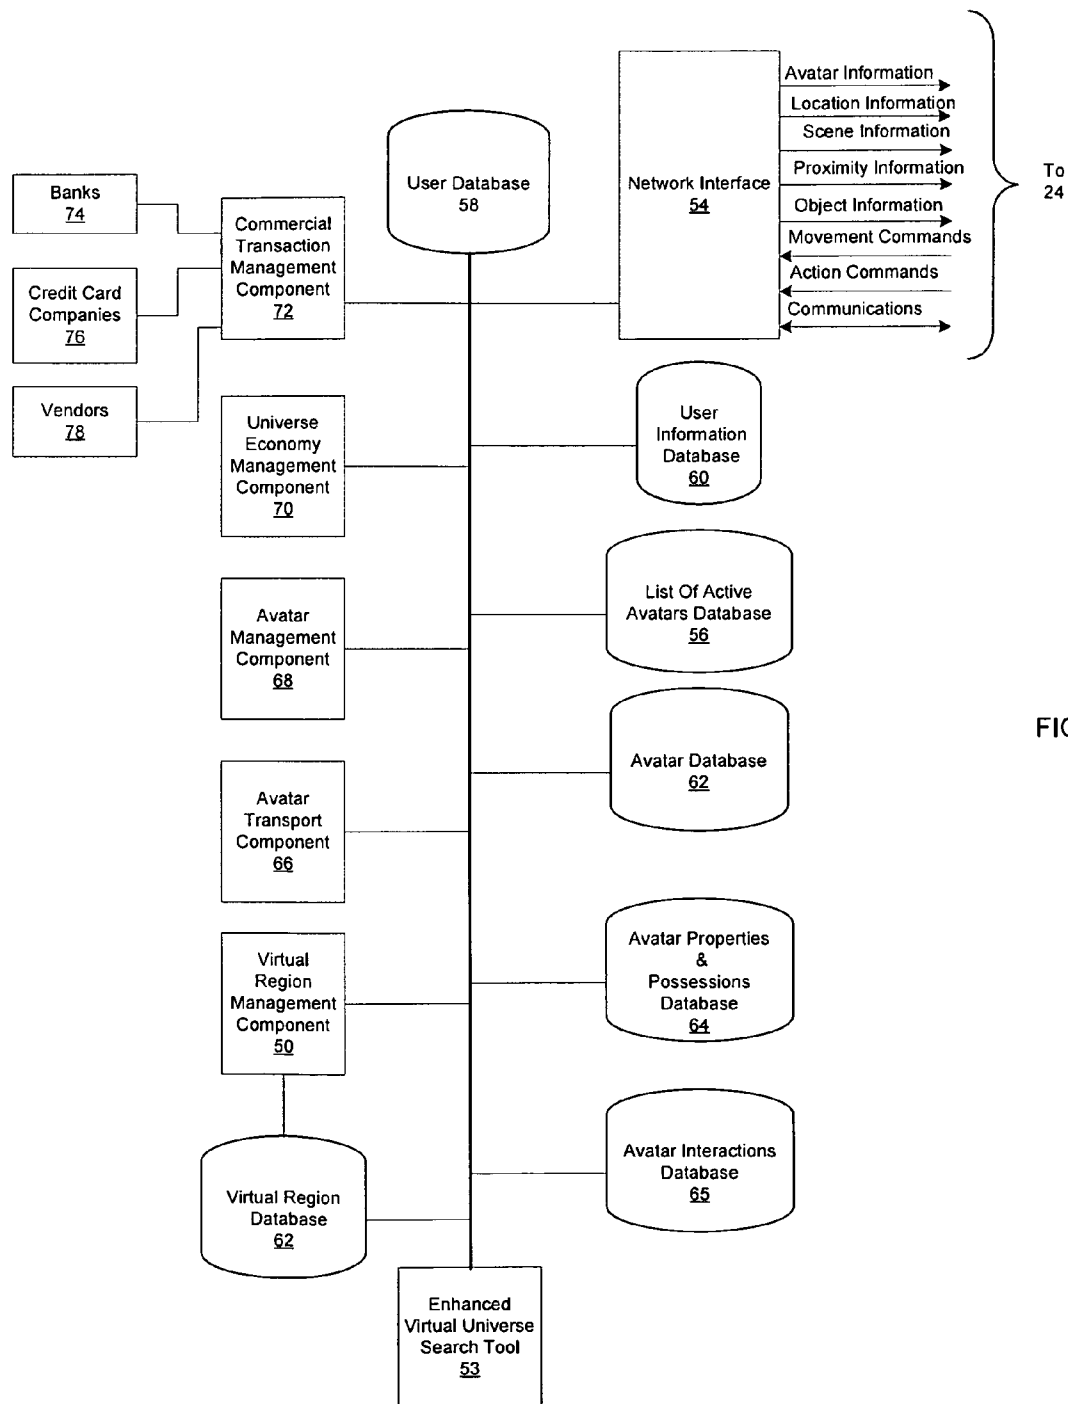 Avatar Information
Location Information
Scene Information
Proximity Information
Object Information
Movement Commands
Action Commands
Communications
To
24
Network Interface
54
User Database
58
Banks
74
Credit Card
Companies
76
Vendors
78
Commercial
Transaction
Management
Component
72
Universe
Economy
Management
Component
70
User
Information
Database
60
List Of Active
Avatars Database
56
Avatar
Management
Component
68
Avatar Database
62
FIG
Avatar
Transport
Component
66
Avatar Properties
&
Possessions
Database
64
Virtual
Region
Management
Component
50
Avatar Interactions
Database
65
Virtual Region
Database
62
Enhanced
Virtual Universe
Search Tool
53